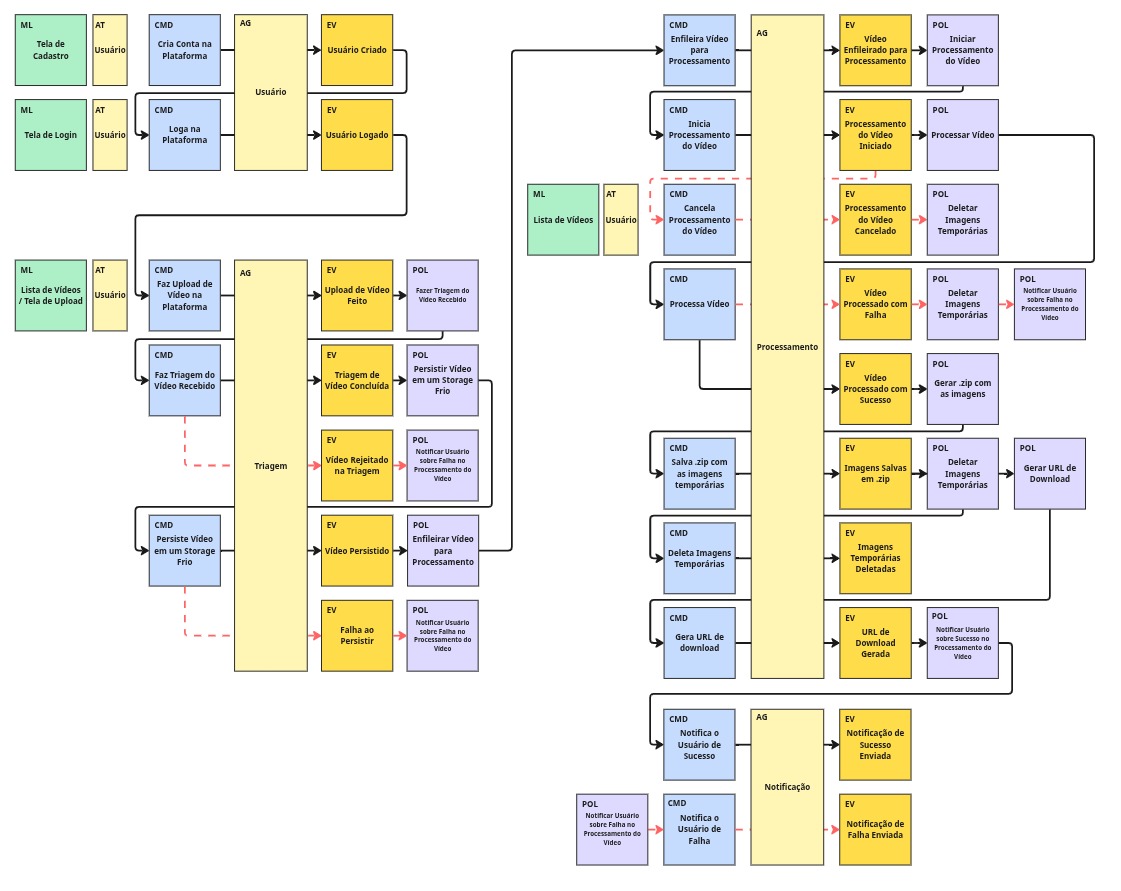 ML
Tela de
Cadastro
AT
Usuário
CMD
Cria Conta na
Plataforma
AG
Usuário
EV
Usuário Criado
ML
Tela de Login
AT
Usuário
CMD
Loga na
Plataforma
EV
Usuário Logado
ML
Lista de Vídeos
/ Tela de Upload
AT
Usuário
CMD
Faz Upload de
Vídeo na
Plataforma
AG
Triagem
EV
Upload de Vídeo
Feito
POL
Fazer Triagem do
Vídeo Recebido
CMD
Faz Triagem do
Vídeo Recebido
EV
Triagem de
Vídeo Concluída
POL
Persistir Vídeo
em um Storage
Frio
EV
Vídeo Rejeitado
na Triagem
POL
Notificar Usuário
sobre Falha no
Processamento do
Vídeo
CMD
Persiste Vídeo
em um Storage
Frio
EV
Vídeo Persistido
POL
Enfileirar Vídeo
para
Processamento
EV
Falha ao
Persistir
POL
Notificar Usuário
sobre Falha no
Processamento do
Vídeo
CMD
Enfileira Vídeo
para
Processamento
AG
Processamento
EV
Vídeo
Enfileirado para
Processamento
POL
Iniciar
Processamento
do Vídeo
CMD
Inicia
Processamento
do Vídeo
EV
Processamento
do Vídeo
Iniciado
POL
Processar Vídeo
ML
Lista de Vídeos
AT
Usuário
CMD
Cancela
Processamento
do Vídeo
EV
Processamento
do Vídeo
Cancelado
POL
Deletar
Imagens
Temporárias
CMD
Processa Vídeo
EV
Vídeo
Processado com
Falha
POL
Deletar
Imagens
Temporárias
POL
Notificar Usuário
sobre Falha no
Processamento do
Vídeo
EV
Vídeo
Processado com
Sucesso
POL
Gerar .zip com
as imagens
CMD
Salva .zip com
as imagens
temporárias
EV
Imagens Salvas
em .zip
POL
Deletar
Imagens
Temporárias
POL
Gerar URL de
Download
CMD
Deleta Imagens
Temporárias
EV
Imagens
Temporárias
Deletadas
CMD
Gera URL de
download
EV
URL de
Download
Gerada
POL
Notificar Usuário
sobre Sucesso no
Processamento do
Vídeo
CMD
Notifica o
Usuário de
Sucesso
AG
Notificação
EV
Notificação de
Sucesso
Enviada
POL
Notificar Usuário
sobre Falha no
Processamento do
Vídeo
CMD
Notifica o
Usuário de
Falha
EV
Notificação de
Falha Enviada